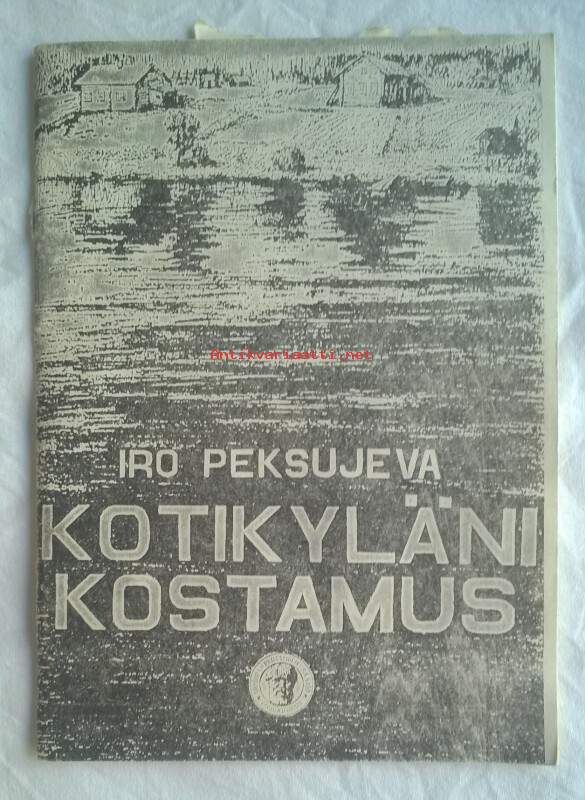 Antikvariaatti.net
IRO PEKSUJEVA
KOTIKYLÄNI
KOSTAMUS